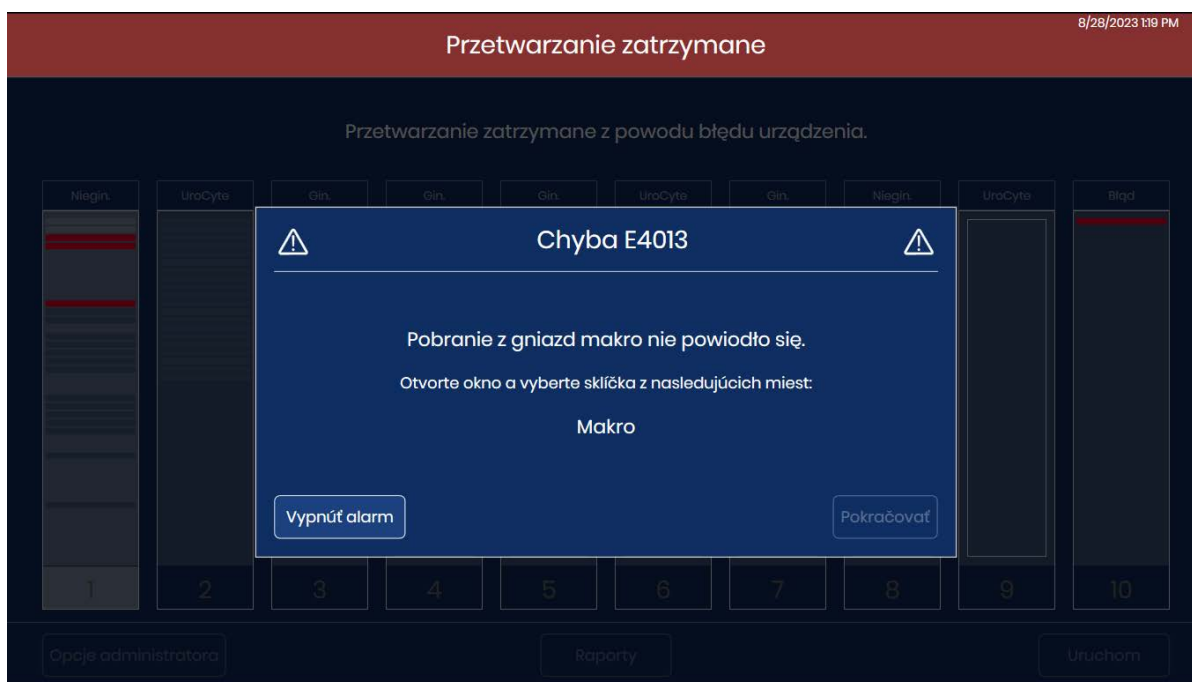 8/28/2023 1:19 PM
Przetwarzanie zatrzymane
Przetwarzanie zatrzymane z powodu błędu urządzenia.
Niegin. UroCyte Gin. Gin. Gin. UroCyte Gin. Niegin. UroCyte Błąd
Chyba E4013
Pobranie z gniazd makro nie powiodło się.
Otvorte okno a vyberte sklíčka z nasledujúcich miest:
Makro
Vypnúť alarm Pokračovať
1 2 3 4 5 6 7 8 9 10
Opcje administratora Raporty Uruchom